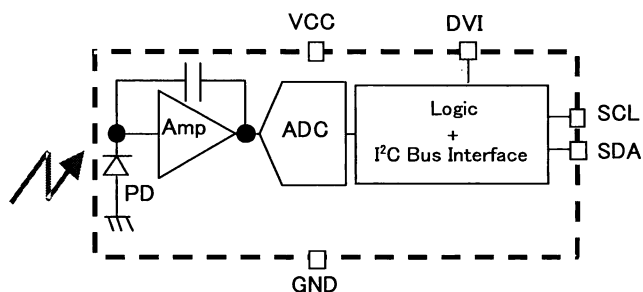 VCC
DVI
Amp
ADC
Logic
+
I²C Bus Interface
SCL
SDA
PD
GND